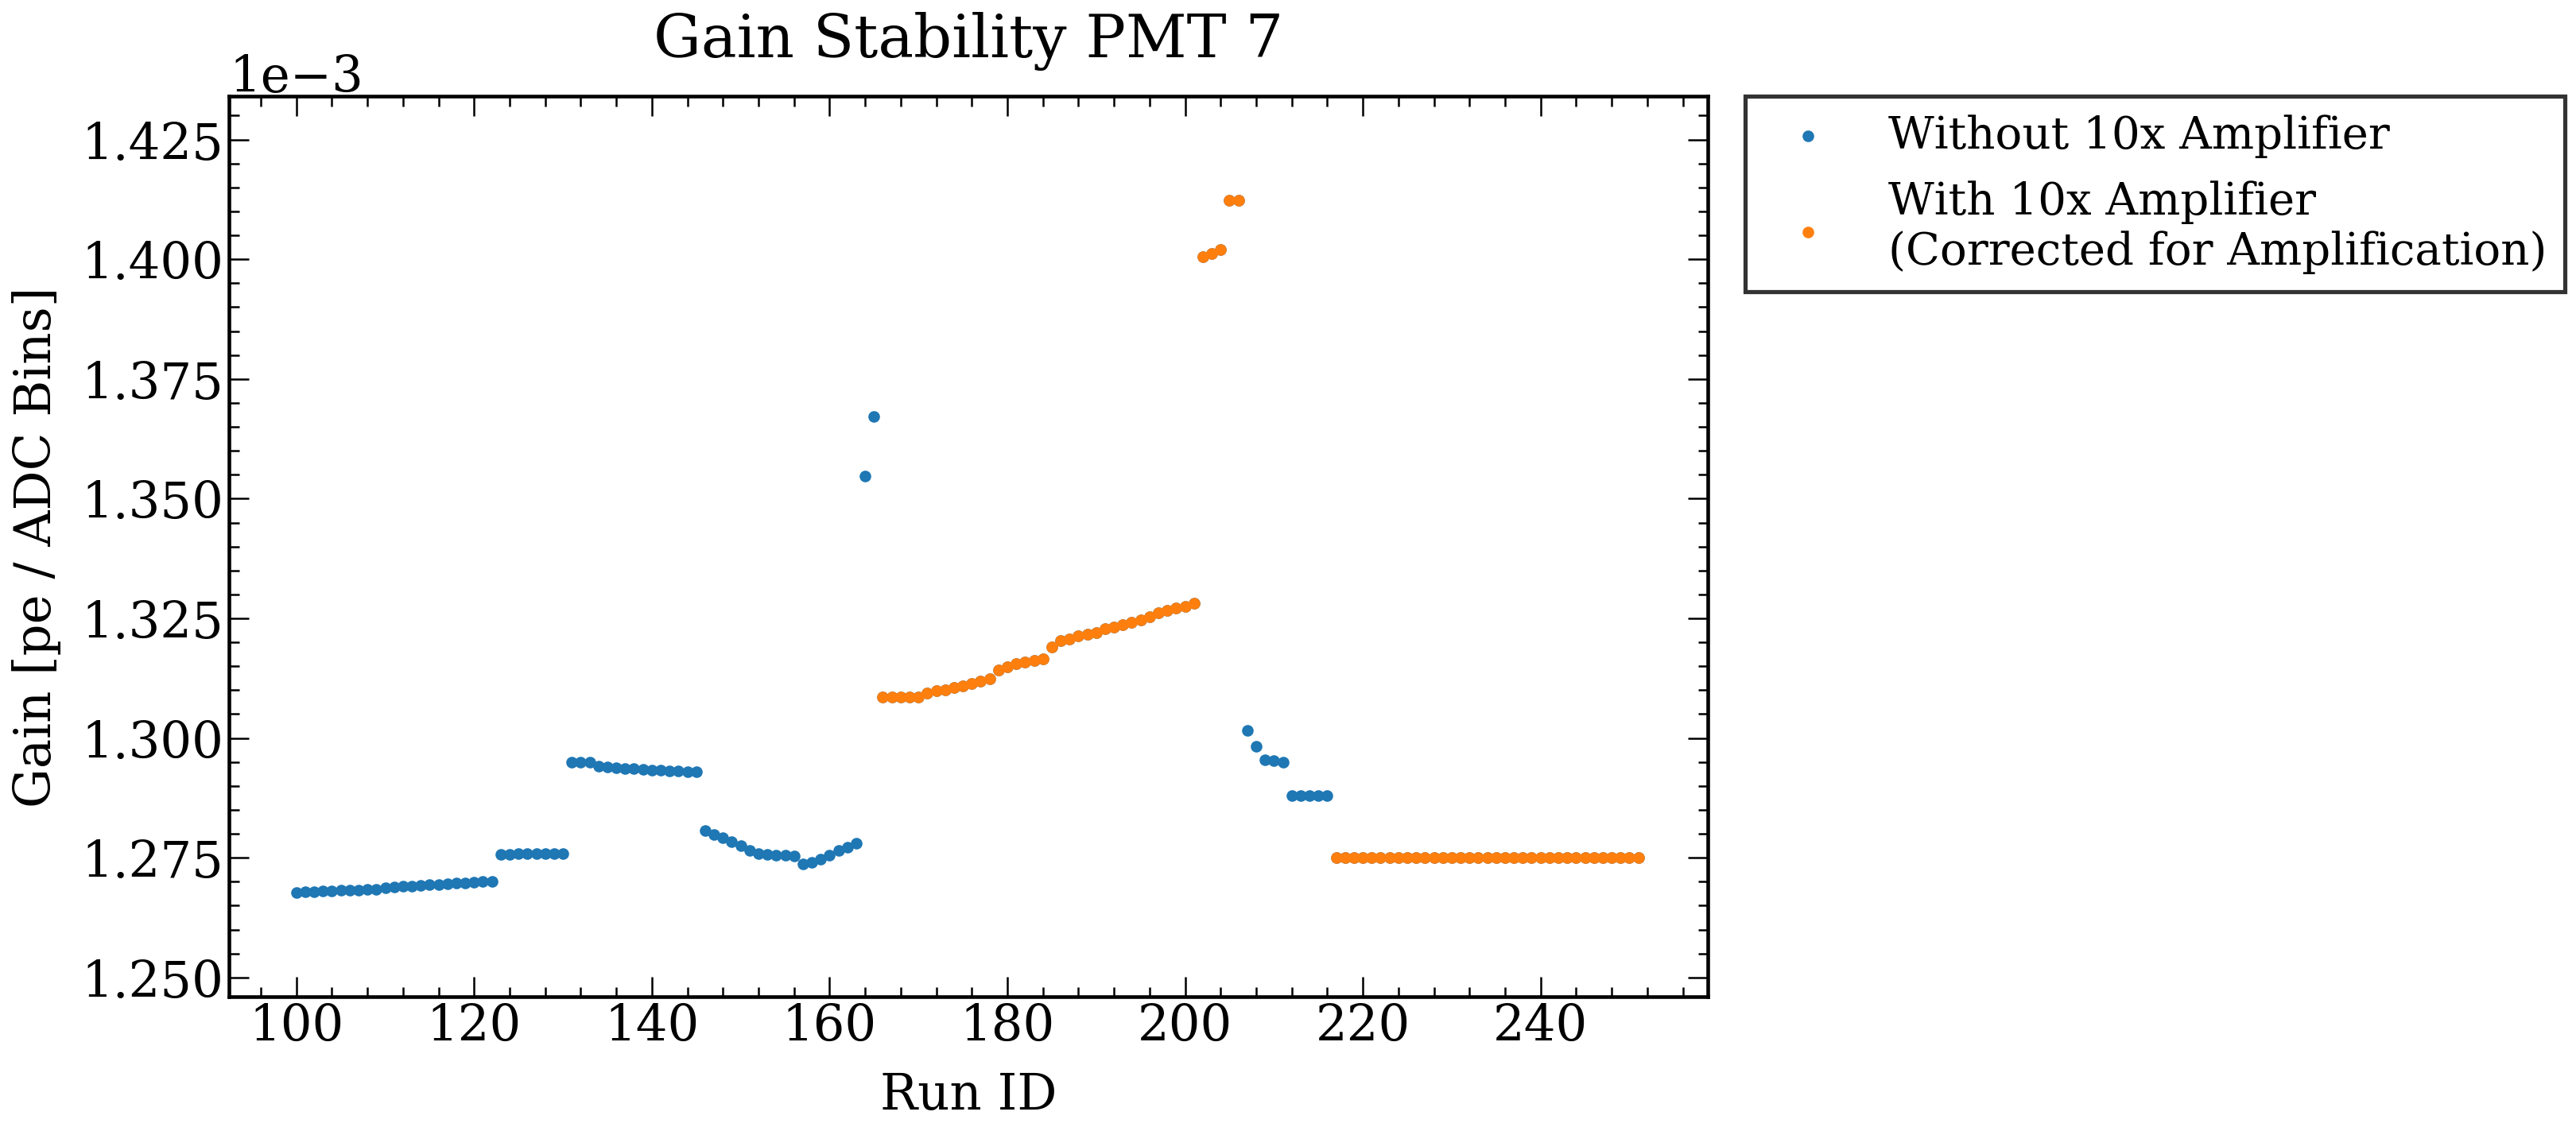 Gain Stability PMT 7
1e−3
1.425
1.400
1.375
1.350
1.325
1.300
1.275
1.250
Gain [pe / ADC Bins]
100 120 140 160 180 200 220 240
Run ID
Without 10x Amplifier
With 10x Amplifier
(Corrected for Amplification)